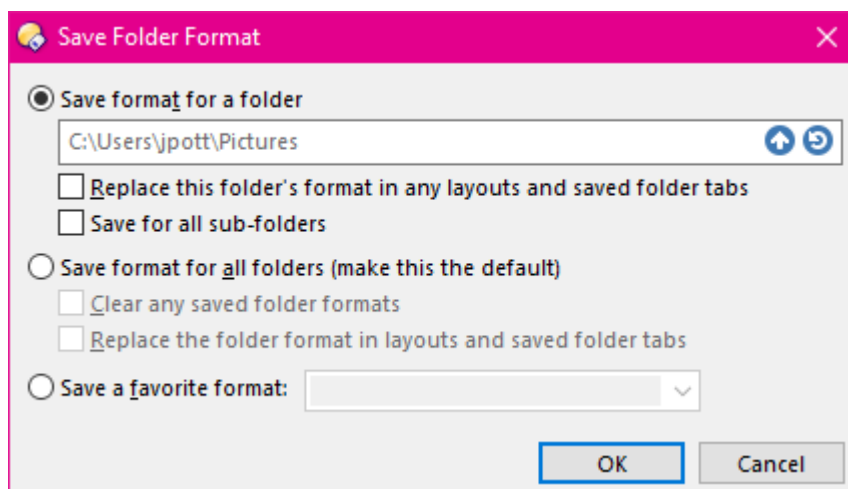 Save Folder Format
Save format for a folder
C:\Users\jpott\Pictures
Replace this folder's format in any layouts and saved folder tabs
Save for all sub-folders
Save format for all folders (make this the default)
Clear any saved folder formats
Replace the folder format in layouts and saved folder tabs
Save a favorite format:
OK Cancel